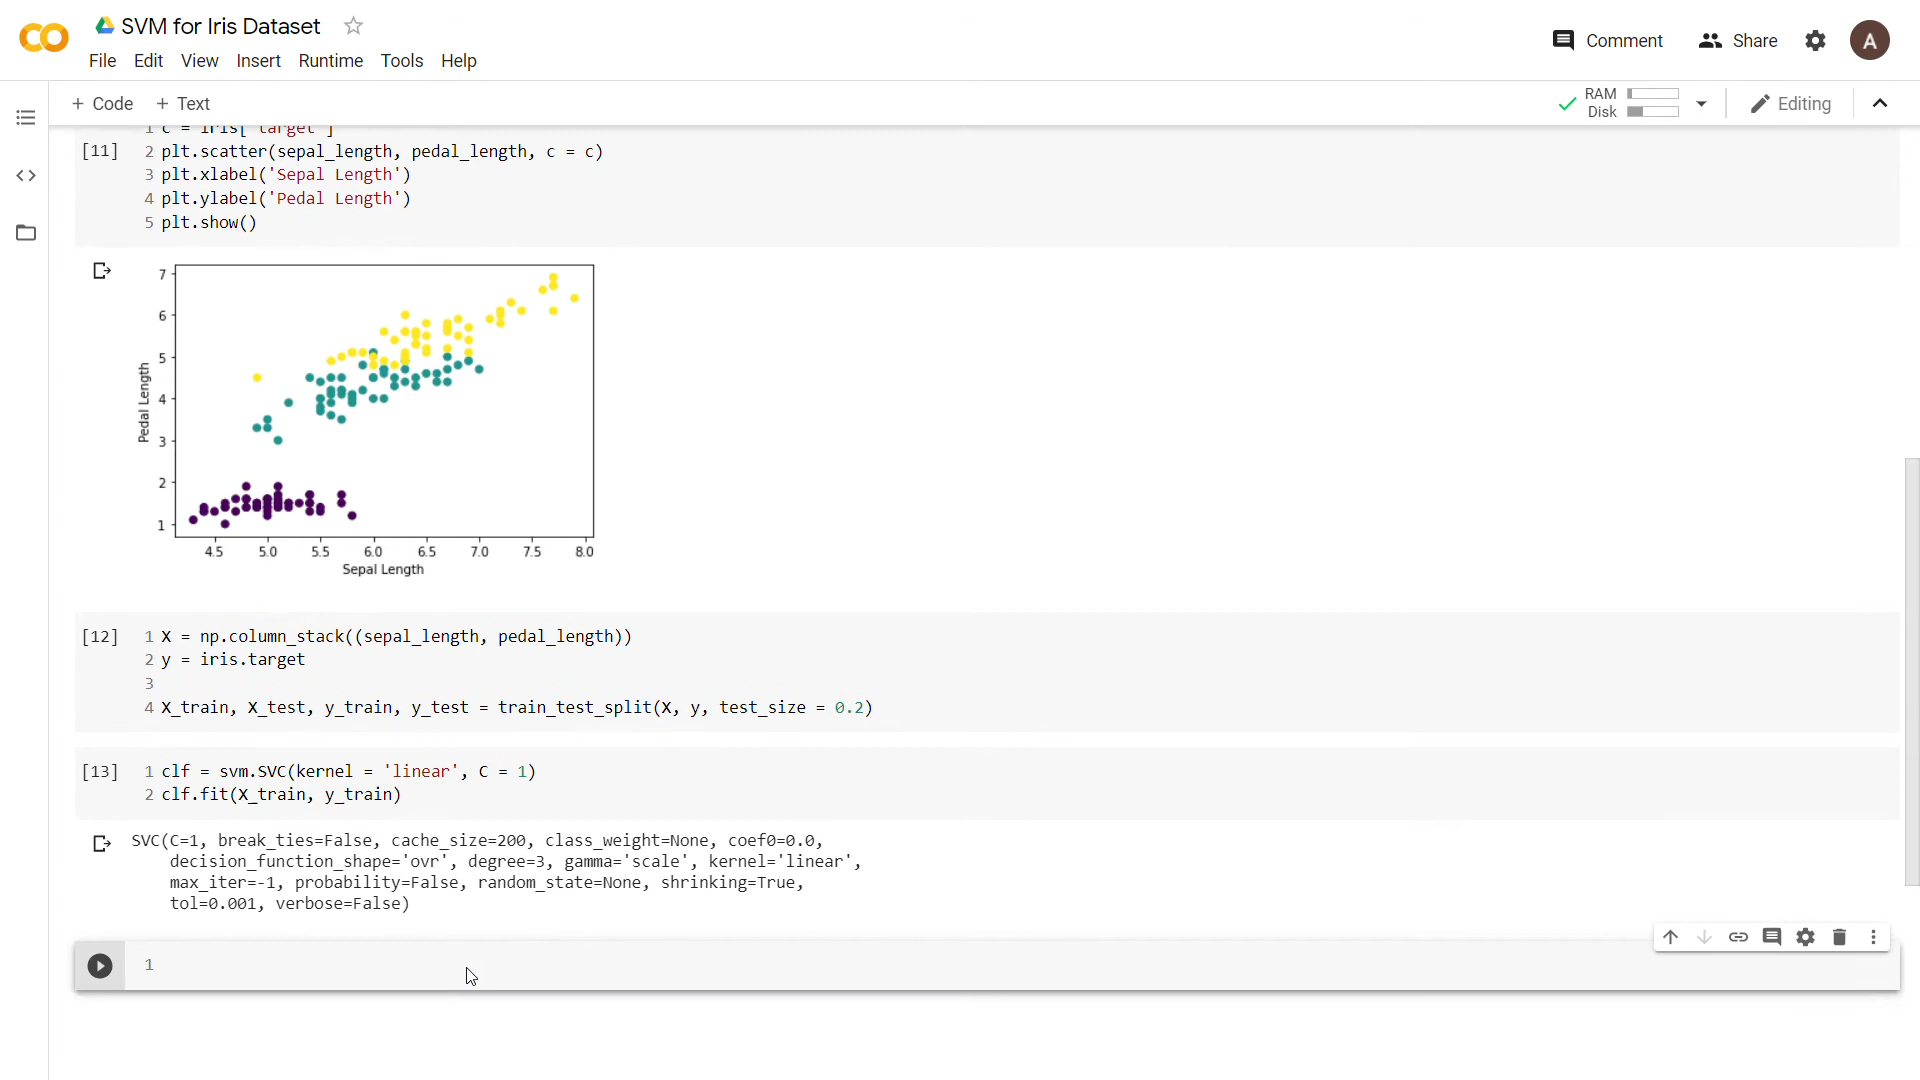 SVM for Iris Dataset
File Edit View Insert Runtime Tools Help
Comment Share A
+ Code + Text
RAM
Disk
Editing
1 c = iris['target']
[11] 2 plt.scatter(sepal_length, pedal_length, c = c)
3 plt.xlabel('Sepal Length')
4 plt.ylabel('Pedal Length')
5 plt.show()
7
6
5
4
3
2
1
Pedal Length
4.5 5.0 5.5 6.0 6.5 7.0 7.5 8.0
Sepal Length
[12] 1 X = np.column_stack((sepal_length, pedal_length))
2 y = iris.target
3
4 X_train, X_test, y_train, y_test = train_test_split(X, y, test_size = 0.2)
[13] 1 clf = svm.SVC(kernel = 'linear', C = 1)
2 clf.fit(X_train, y_train)
SVC(C=1, break_ties=False, cache_size=200, class_weight=None, coef0=0.0,
decision_function_shape='ovr', degree=3, gamma='scale', kernel='linear',
max_iter=-1, probability=False, random_state=None, shrinking=True,
tol=0.001, verbose=False)
1